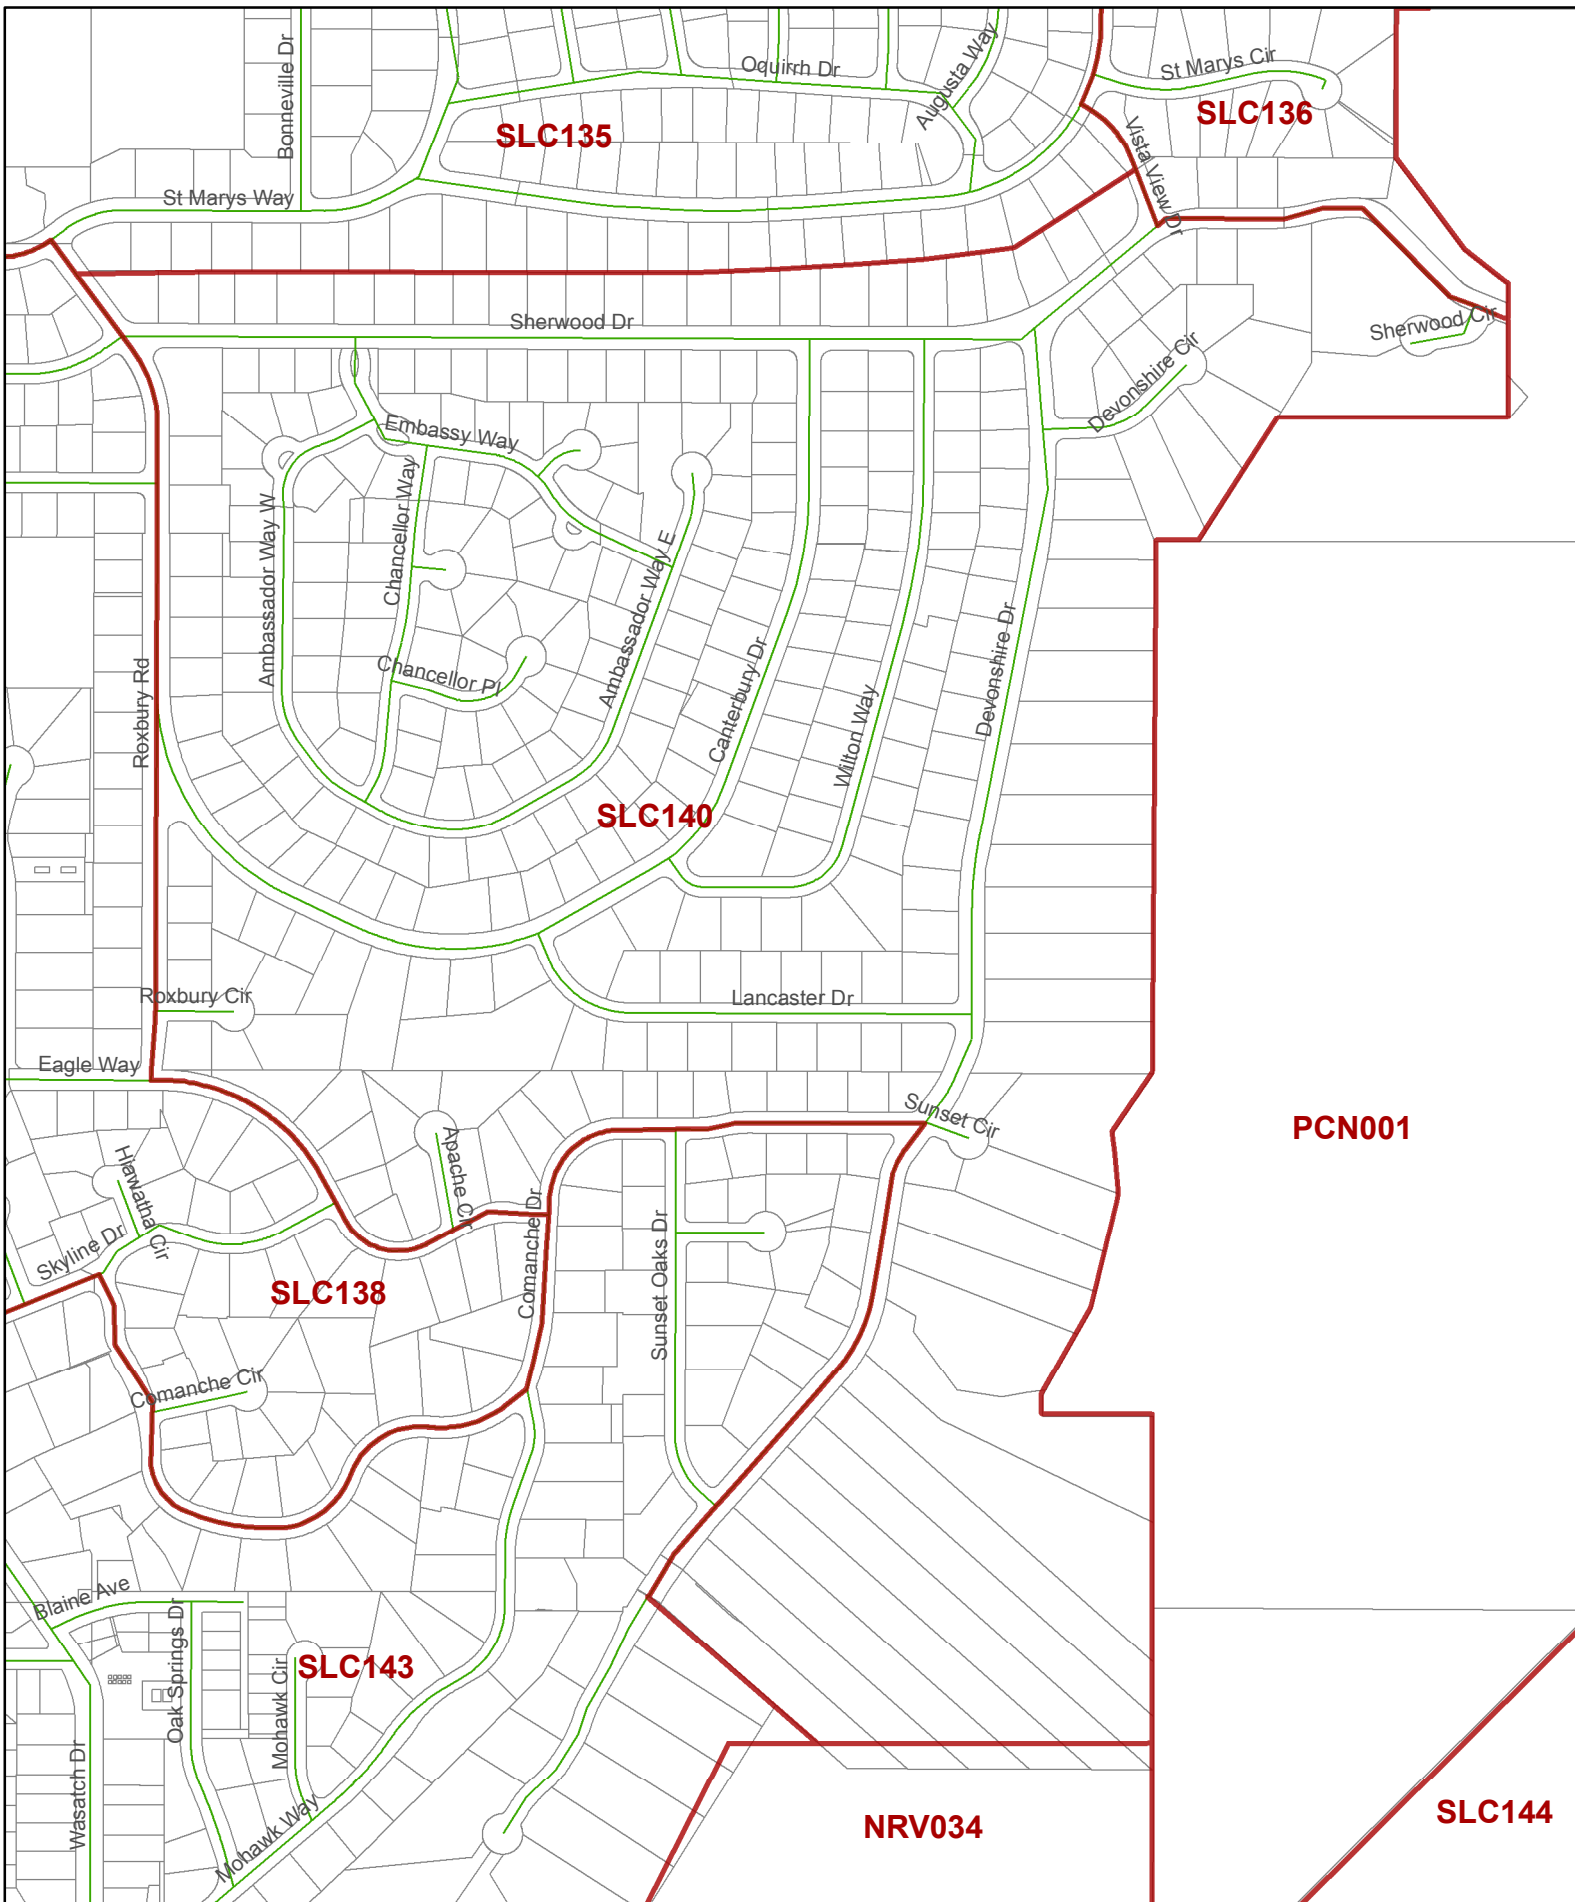 Bonneville Dr
Oquirrh Dr
Augusta Way
St Marys Cir
SLC136
SLC135
Vista View Dr
St Marys Way
Sherwood Dr
Sherwood Cir
Devonshire Cir
Embassy Way
Chancellor Way
Ambassador Way W
Ambassador Way E
Chancellor Pl
Canterbury Dr
Devonshire Dr
Wilton Way
Roxbury Rd
SLC140
Roxbury Cir
Lancaster Dr
Eagle Way
Sunset Cir
PCN001
Apache Cir
Hiawatha Cir
Skyline Dr
Comanche Dr
Sunset Oaks Dr
SLC138
Comanche Cir
Blaine Ave
Oak Springs Dr
Mohawk Cir
SLC143
Wasatch Dr
Mohawk Way
NRV034
SLC144